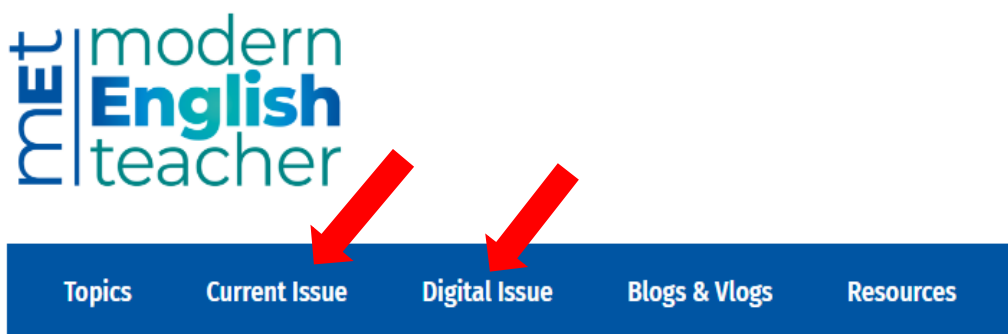 mEt
modern
English
teacher
Topics Current Issue Digital Issue Blogs & Vlogs Resources